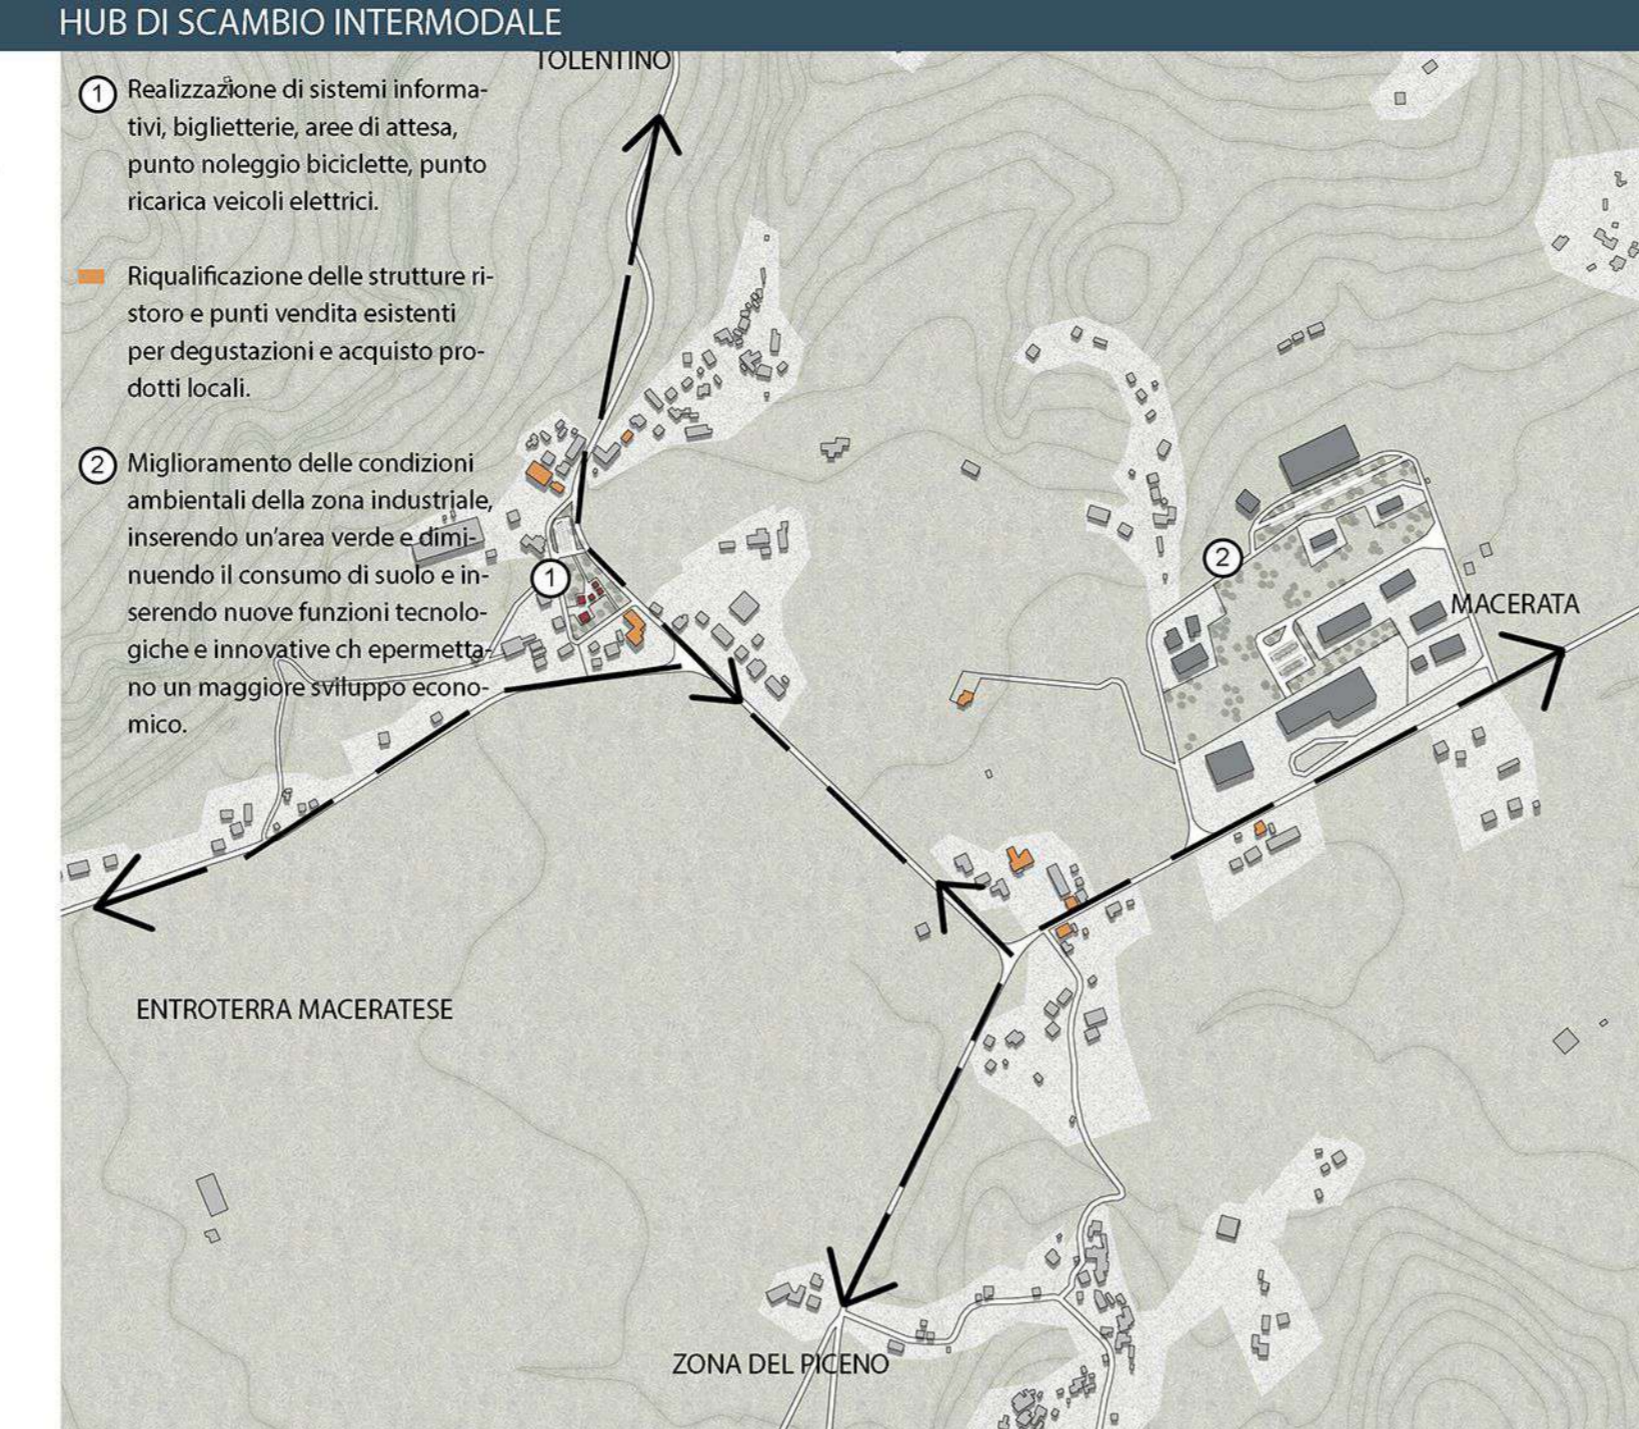 HUB DI SCAMBIO INTERMODALE
TOLENTINO
1 Realizzazione di sistemi informa-
tivi, biglietterie, aree di attesa,
punto noleggio biciclette, punto
ricarica veicoli elettrici.
Riqualificazione delle strutture ri-
storo e punti vendita esistenti
per degustazioni e acquisto pro-
dotti locali.
2 Miglioramento delle condizioni
ambientali della zona industriale,
inserendo un'area verde e dimi-
nuendo il consumo di suolo e in-
serendo nuove funzioni tecnolo-
giche e innovative ch epermetta-
no un maggiore sviluppo econo-
mico.
1
2
MACERATA
ENTROTERRA MACERATESE
ZONA DEL PICENO